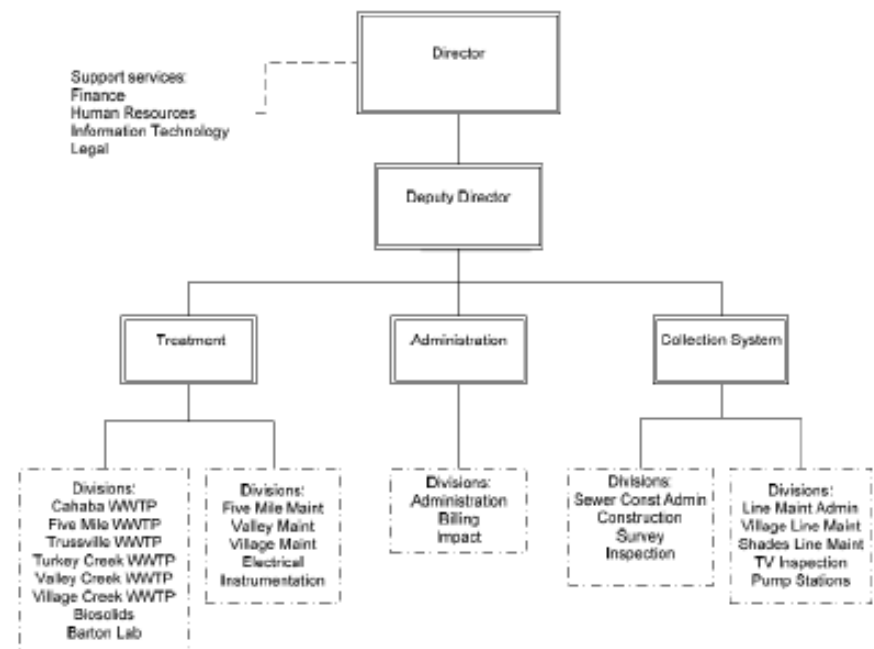 Director
Support services:
Finance
Human Resources
Information Technology
Legal
Deputy Director
Treatment
Administration
Collection System
Divisions:
Cahaba WWTP
Five Mile WWTP
Trussville WWTP
Turkey Creek WWTP
Valley Creek WWTP
Village Creek WWTP
Biosolids
Barton Lab
Divisions:
Five Mile Maint
Valley Maint
Village Maint
Electrical
Instrumentation
Divisions:
Administration
Billing
Impact
Divisions:
Sewer Const Admin
Construction
Survey
Inspection
Divisions:
Line Maint Admin
Village Line Maint
Shades Line Maint
TV Inspection
Pump Stations